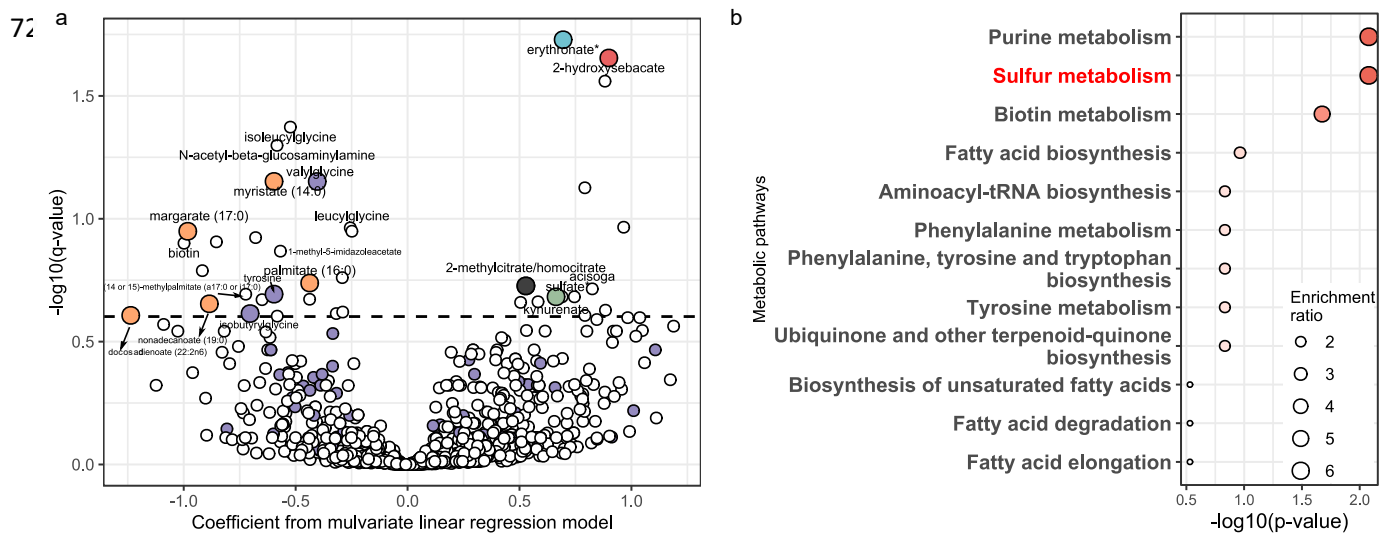 72
a
1.5
1.0
0.5
0.0
-log10(q-value)
erythronate*
2-hydroxysebacate
isoleucylglycine
N-acetyl-beta-glucosaminylamine
valylglycine
myristate (14:0)
margarate (17:0)
leucylglycine
biotin
1-methyl-5-imidazoleacetate
palmitate (16:0)
2-methylcitrate/homocitrate
tyrosine
acisoga
(14 or 15)-methylpalmitate (a17:0 or i17:0)
sulfate*
kynurenate
isobutyrylglycine
nonadecanoate (19:0)
docosadienoate (22:2n6)
-1.0
-0.5
0.0
0.5
1.0
Coefficient from mulvariate linear regression model
b
Metabolic pathways
Purine metabolism
Sulfur metabolism
Biotin metabolism
Fatty acid biosynthesis
Aminoacyl-tRNA biosynthesis
Phenylalanine metabolism
Phenylalanine, tyrosine and tryptophan
biosynthesis
Tyrosine metabolism
Ubiquinone and other terpenoid-quinone
biosynthesis
Biosynthesis of unsaturated fatty acids
Fatty acid degradation
Fatty acid elongation
Enrichment
ratio
2
3
4
5
6
0.5
1.0
1.5
2.0
-log10(p-value)